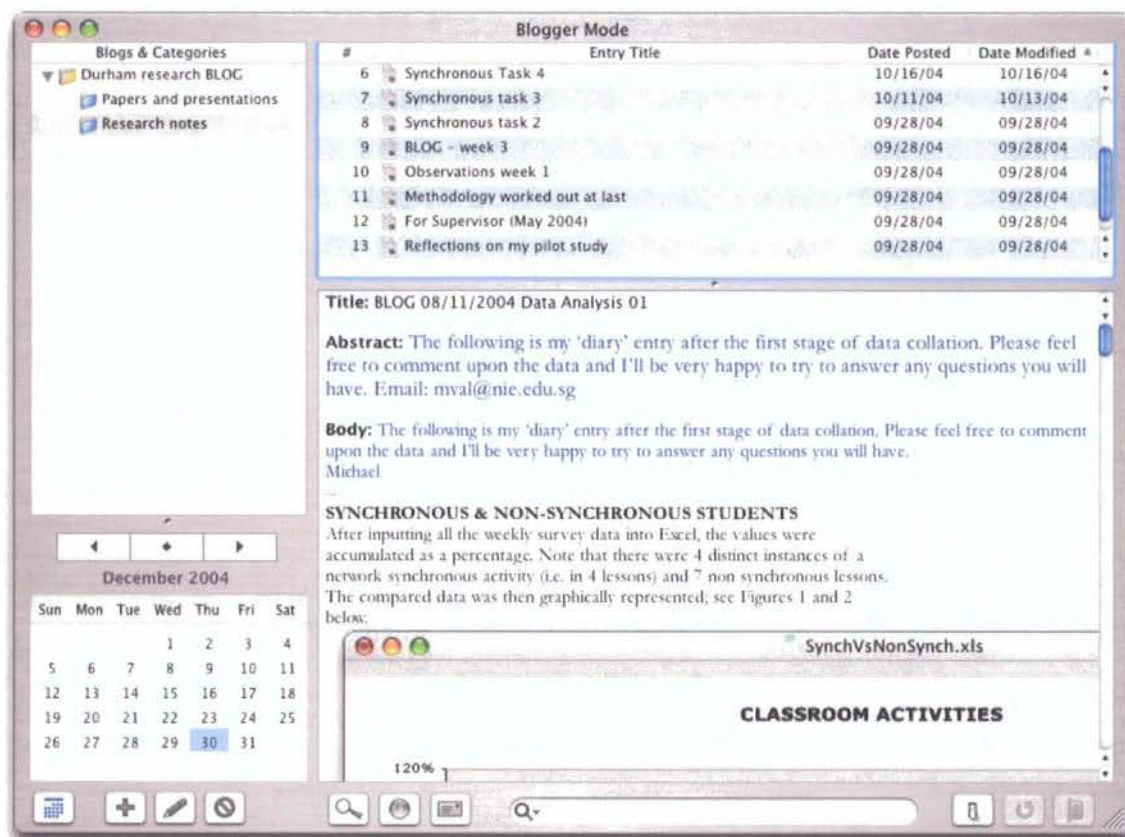 Blogger Mode
Blogs & Categories
Durham research BLOG
Papers and presentations
Research notes
# Entry Title Date Posted Date Modified
6 Synchronous Task 4 10/16/04 10/16/04
7 Synchronous task 3 10/11/04 10/13/04
8 Synchronous task 2 09/28/04 09/28/04
9 BLOG - week 3 09/28/04 09/28/04
10 Observations week 1 09/28/04 09/28/04
11 Methodology worked out at last 09/28/04 09/28/04
12 For Supervisor (May 2004) 09/28/04 09/28/04
13 Reflections on my pilot study 09/28/04 09/28/04
Title: BLOG 08/11/2004 Data Analysis 01
Abstract: The following is my 'diary' entry after the first stage of data collation. Please feel
free to comment upon the data and I'll be very happy to try to answer any questions you will
have. Email: mval@nie.edu.sg
Body: The following is my 'diary' entry after the first stage of data collation. Please feel free to comment
upon the data and I'll be very happy to try to answer any questions you will have.
Michael
SYNCHRONOUS & NON-SYNCHRONOUS STUDENTS
After inputting all the weekly survey data into Excel, the values were
accumulated as a percentage. Note that there were 4 distinct instances of a
network synchronous activity (i.e. in 4 lessons) and 7 non synchronous lessons.
The compared data was then graphically represented; see Figures 1 and 2
below.
SynchVsNonSynch.xls
CLASSROOM ACTIVITIES
120%
December 2004
Sun Mon Tue Wed Thu Fri Sat
1 2 3 4
5 6 7 8 9 10 11
12 13 14 15 16 17 18
19 20 21 22 23 24 25
26 27 28 29 30 31